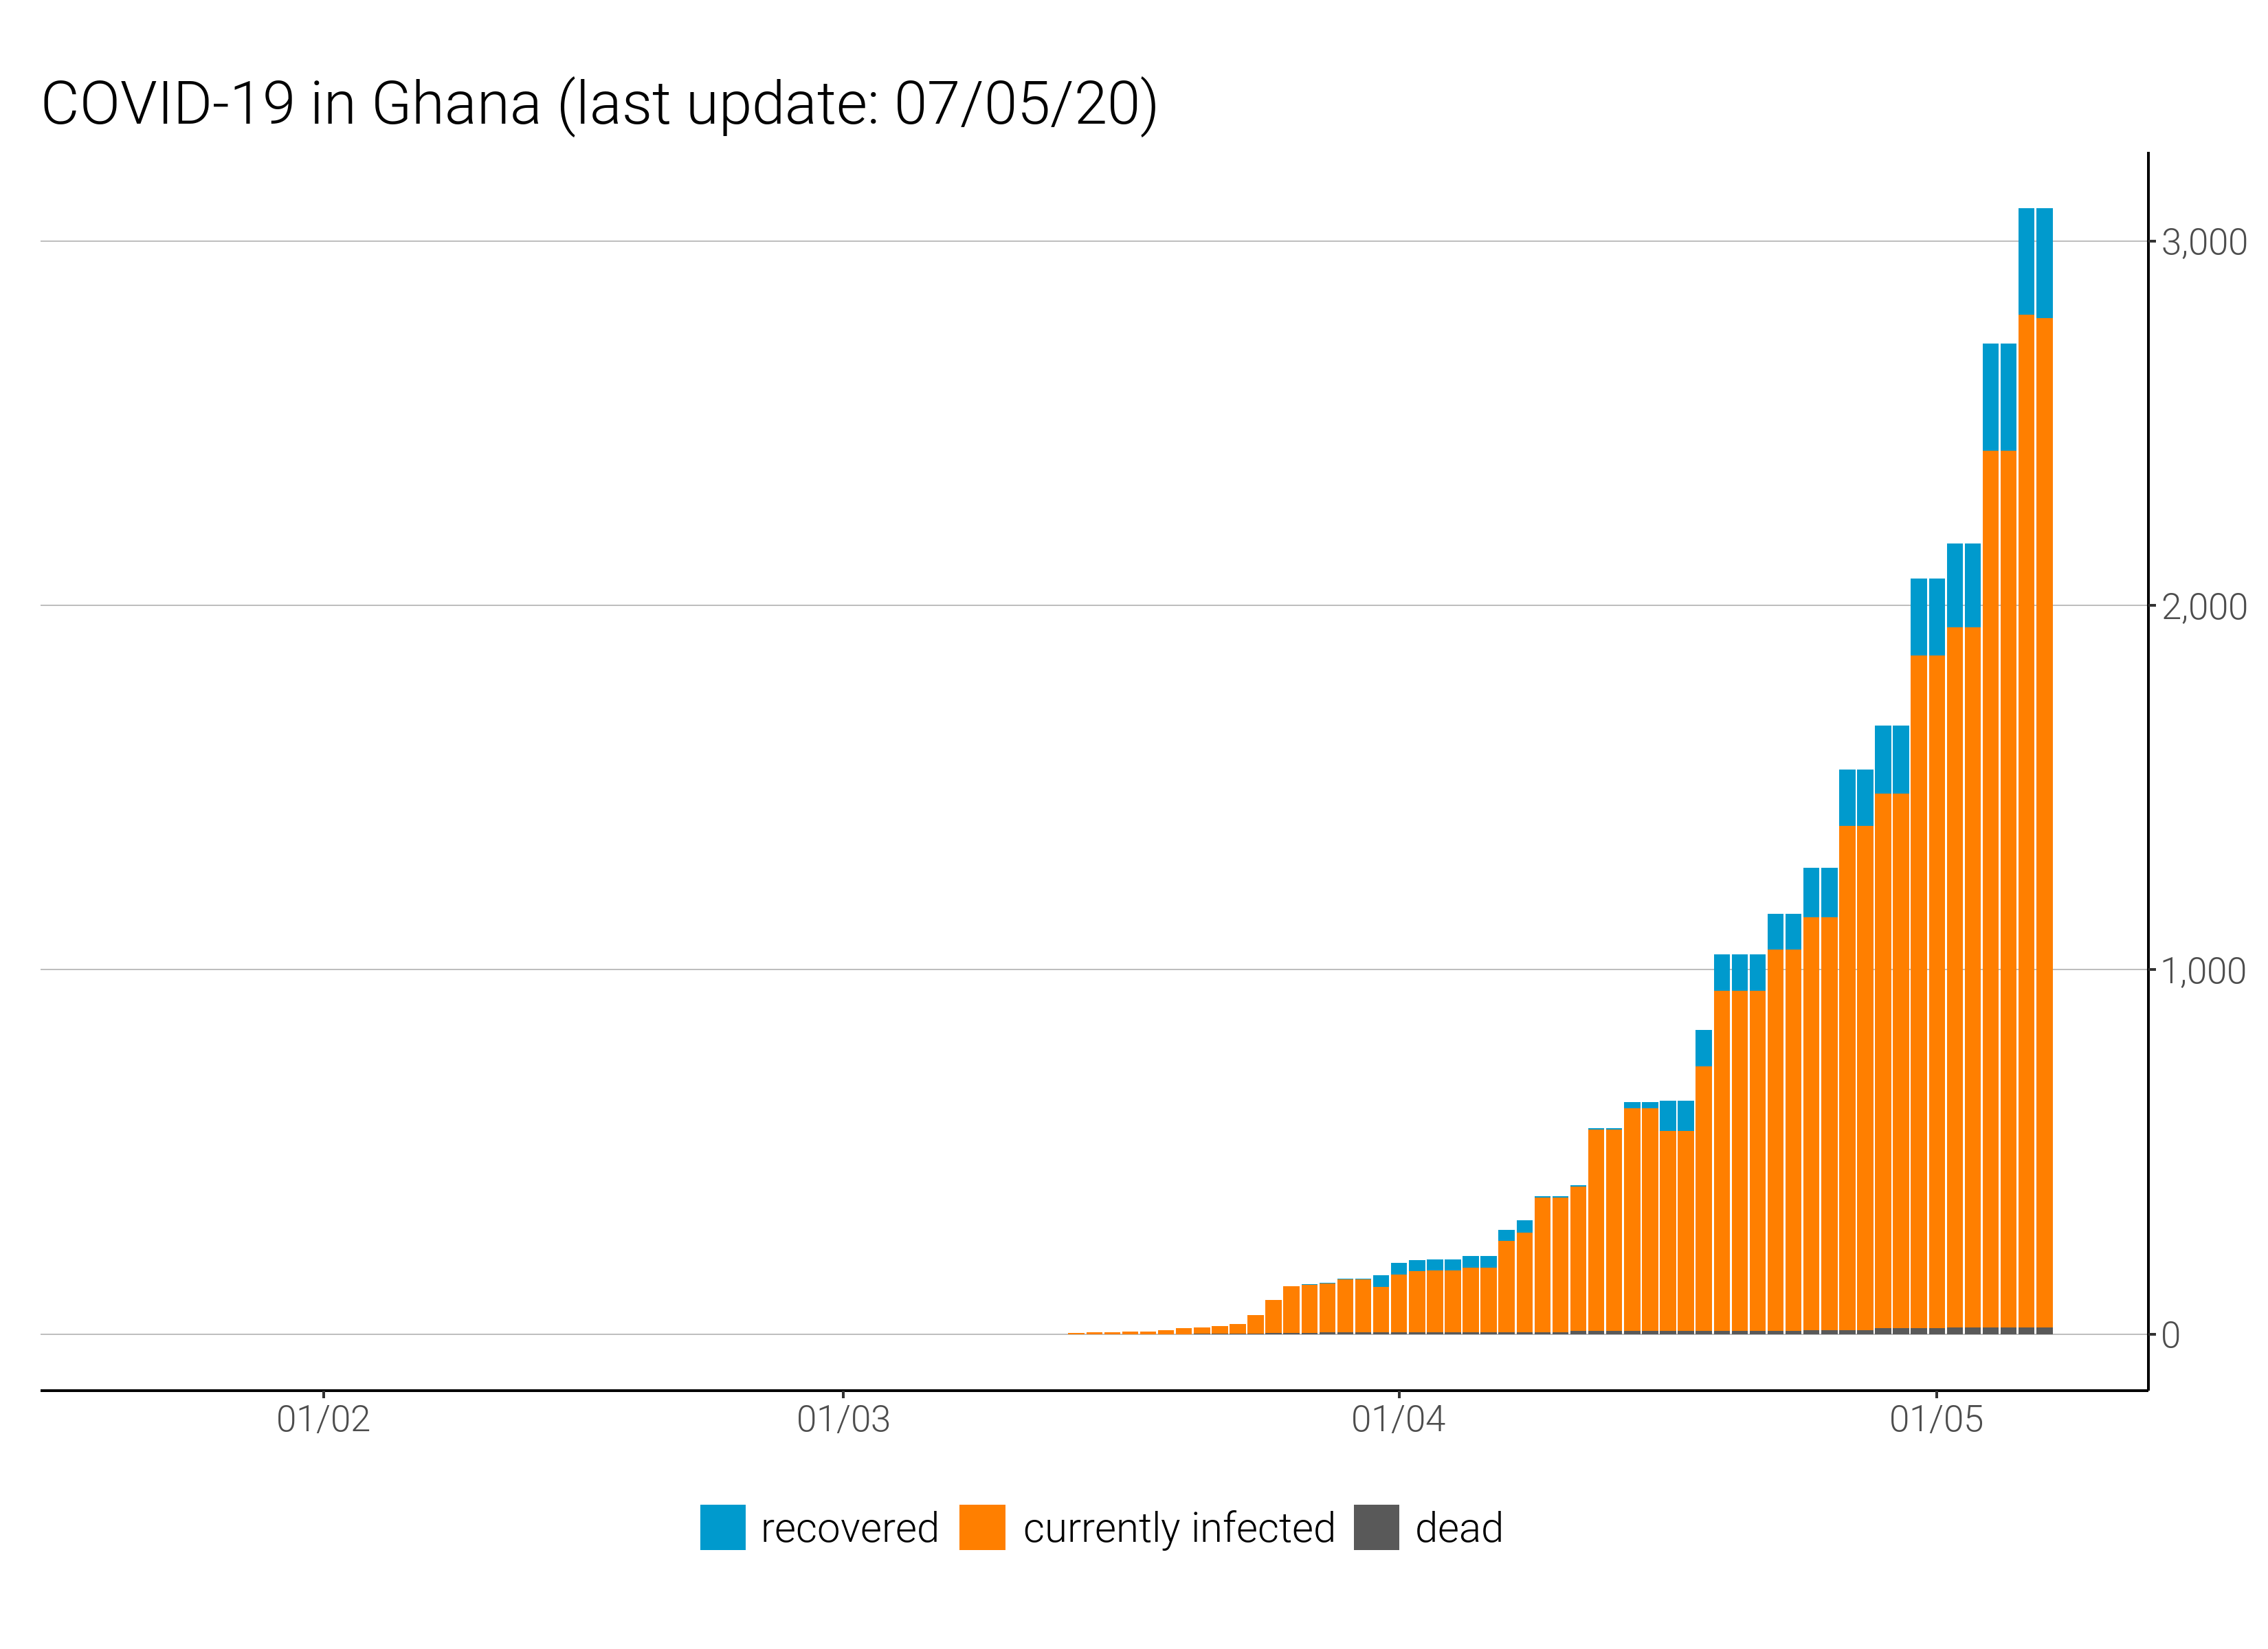 COVID-19 in Ghana (last update: 07/05/20)
3,000
2,000
1,000
0
01/02 01/03 01/04 01/05
recovered currently infected dead